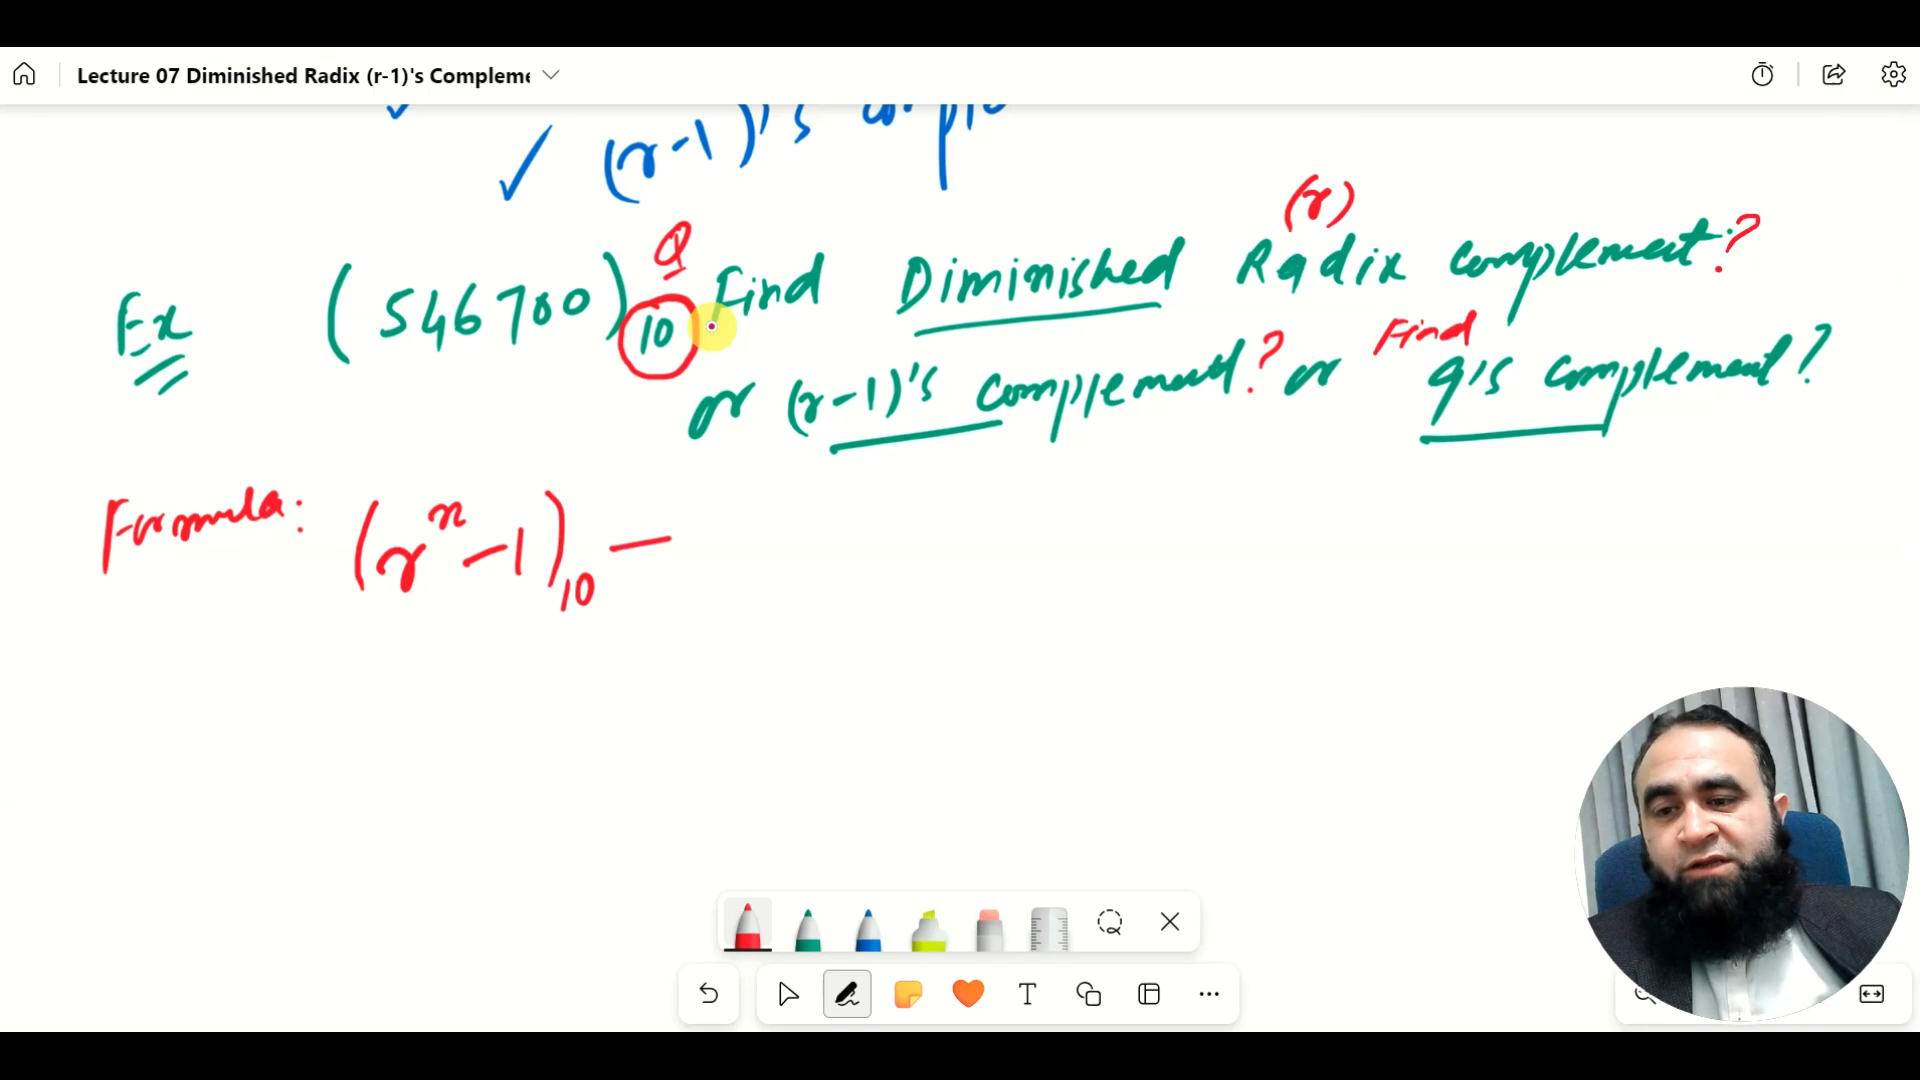 Lecture 07 Diminished Radix (r-1)'s Compleme
(r-1)'s comple
Ex (546700)10 Q Find Diminished Radix (r) complement:?
or (r-1)'s complement? or Find 9's complement?
Formula: (r^n-1)10 —